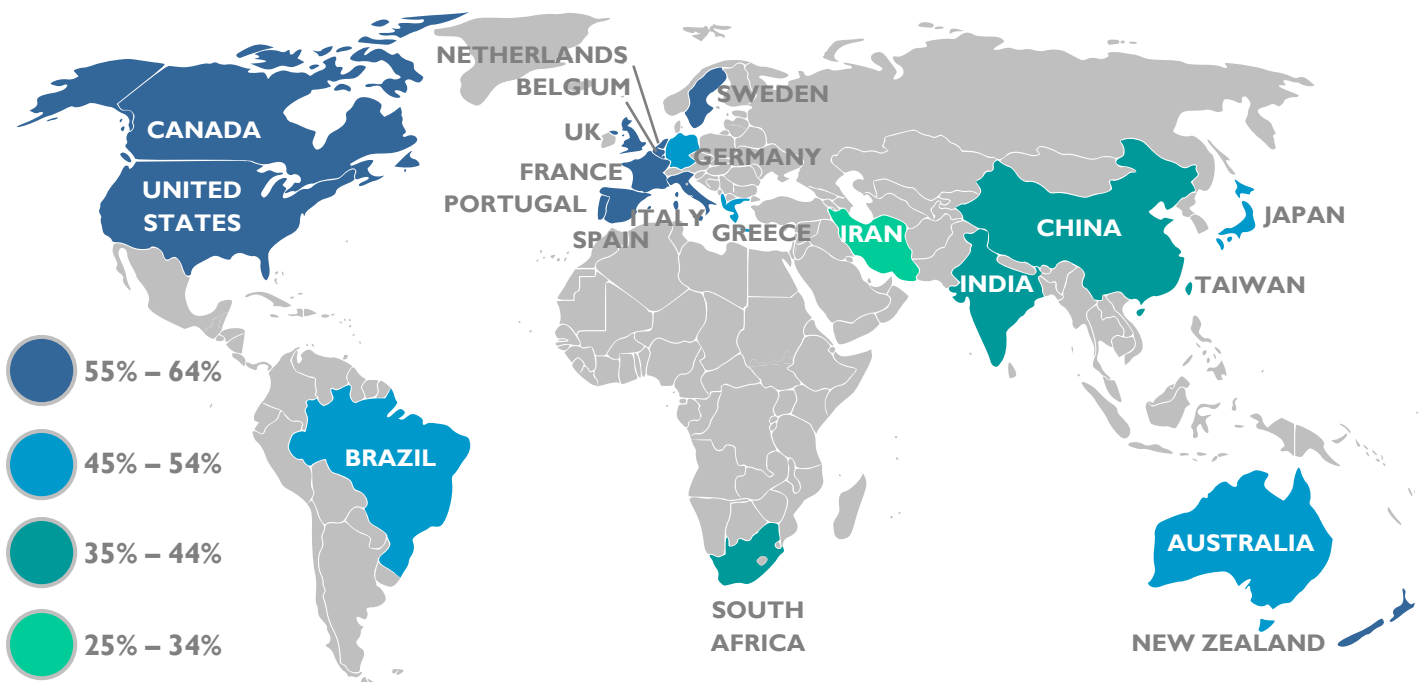 NETHERLANDS
BELGIUM
SWEDEN
CANADA
UK
GERMANY
FRANCE
UNITED
STATES
PORTUGAL
ITALY
SPAIN
GREECE
IRAN
CHINA
JAPAN
INDIA
TAIWAN
55% – 64%
45% – 54%
35% – 44%
25% – 34%
BRAZIL
AUSTRALIA
SOUTH
AFRICA
NEW ZEALAND